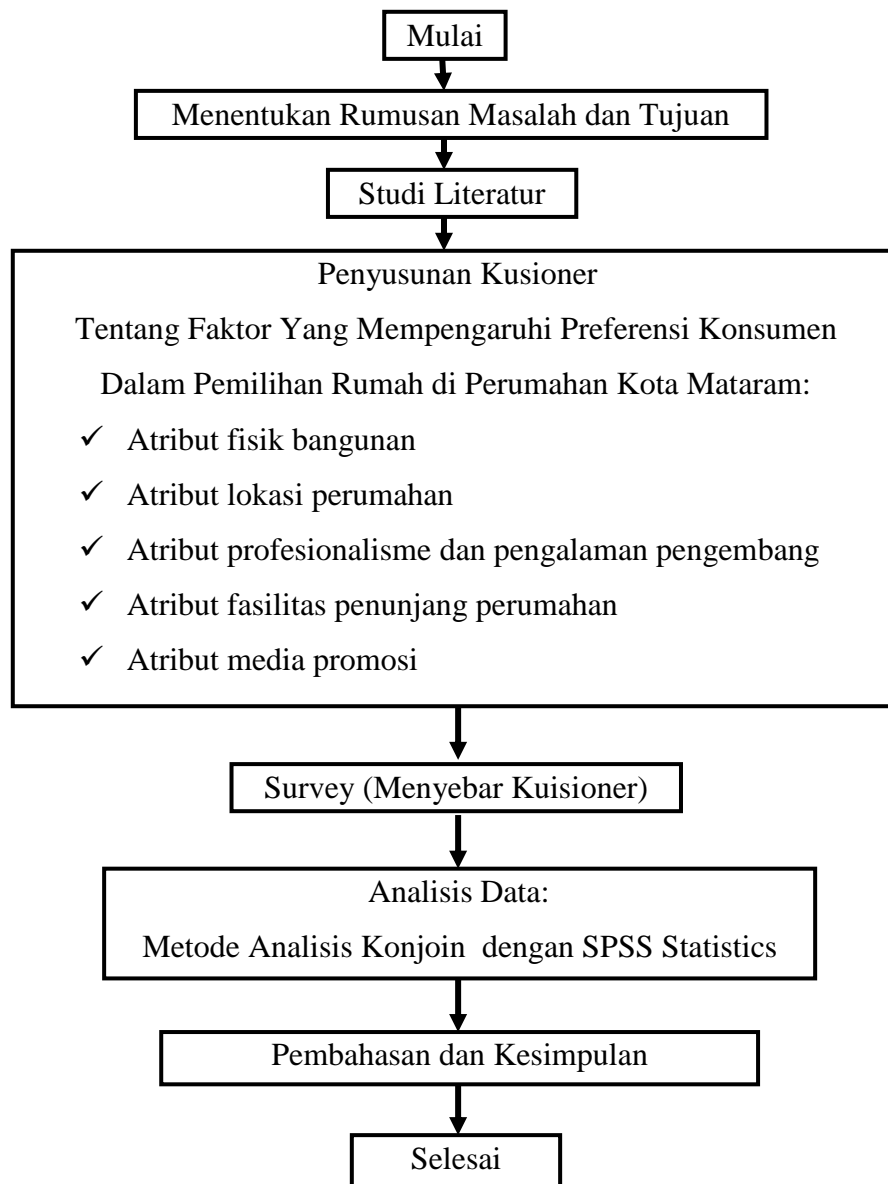 Mulai
Menentukan Rumusan Masalah dan Tujuan
Studi Literatur
Penyusunan Kusioner
Tentang Faktor Yang Mempengaruhi Preferensi Konsumen
Dalam Pemilihan Rumah di Perumahan Kota Mataram:
✓ Atribut fisik bangunan
✓ Atribut lokasi perumahan
✓ Atribut profesionalisme dan pengalaman pengembang
✓ Atribut fasilitas penunjang perumahan
✓ Atribut media promosi
Survey (Menyebar Kuisioner)
Analisis Data:
Metode Analisis Konjoin dengan SPSS Statistics
Pembahasan dan Kesimpulan
Selesai